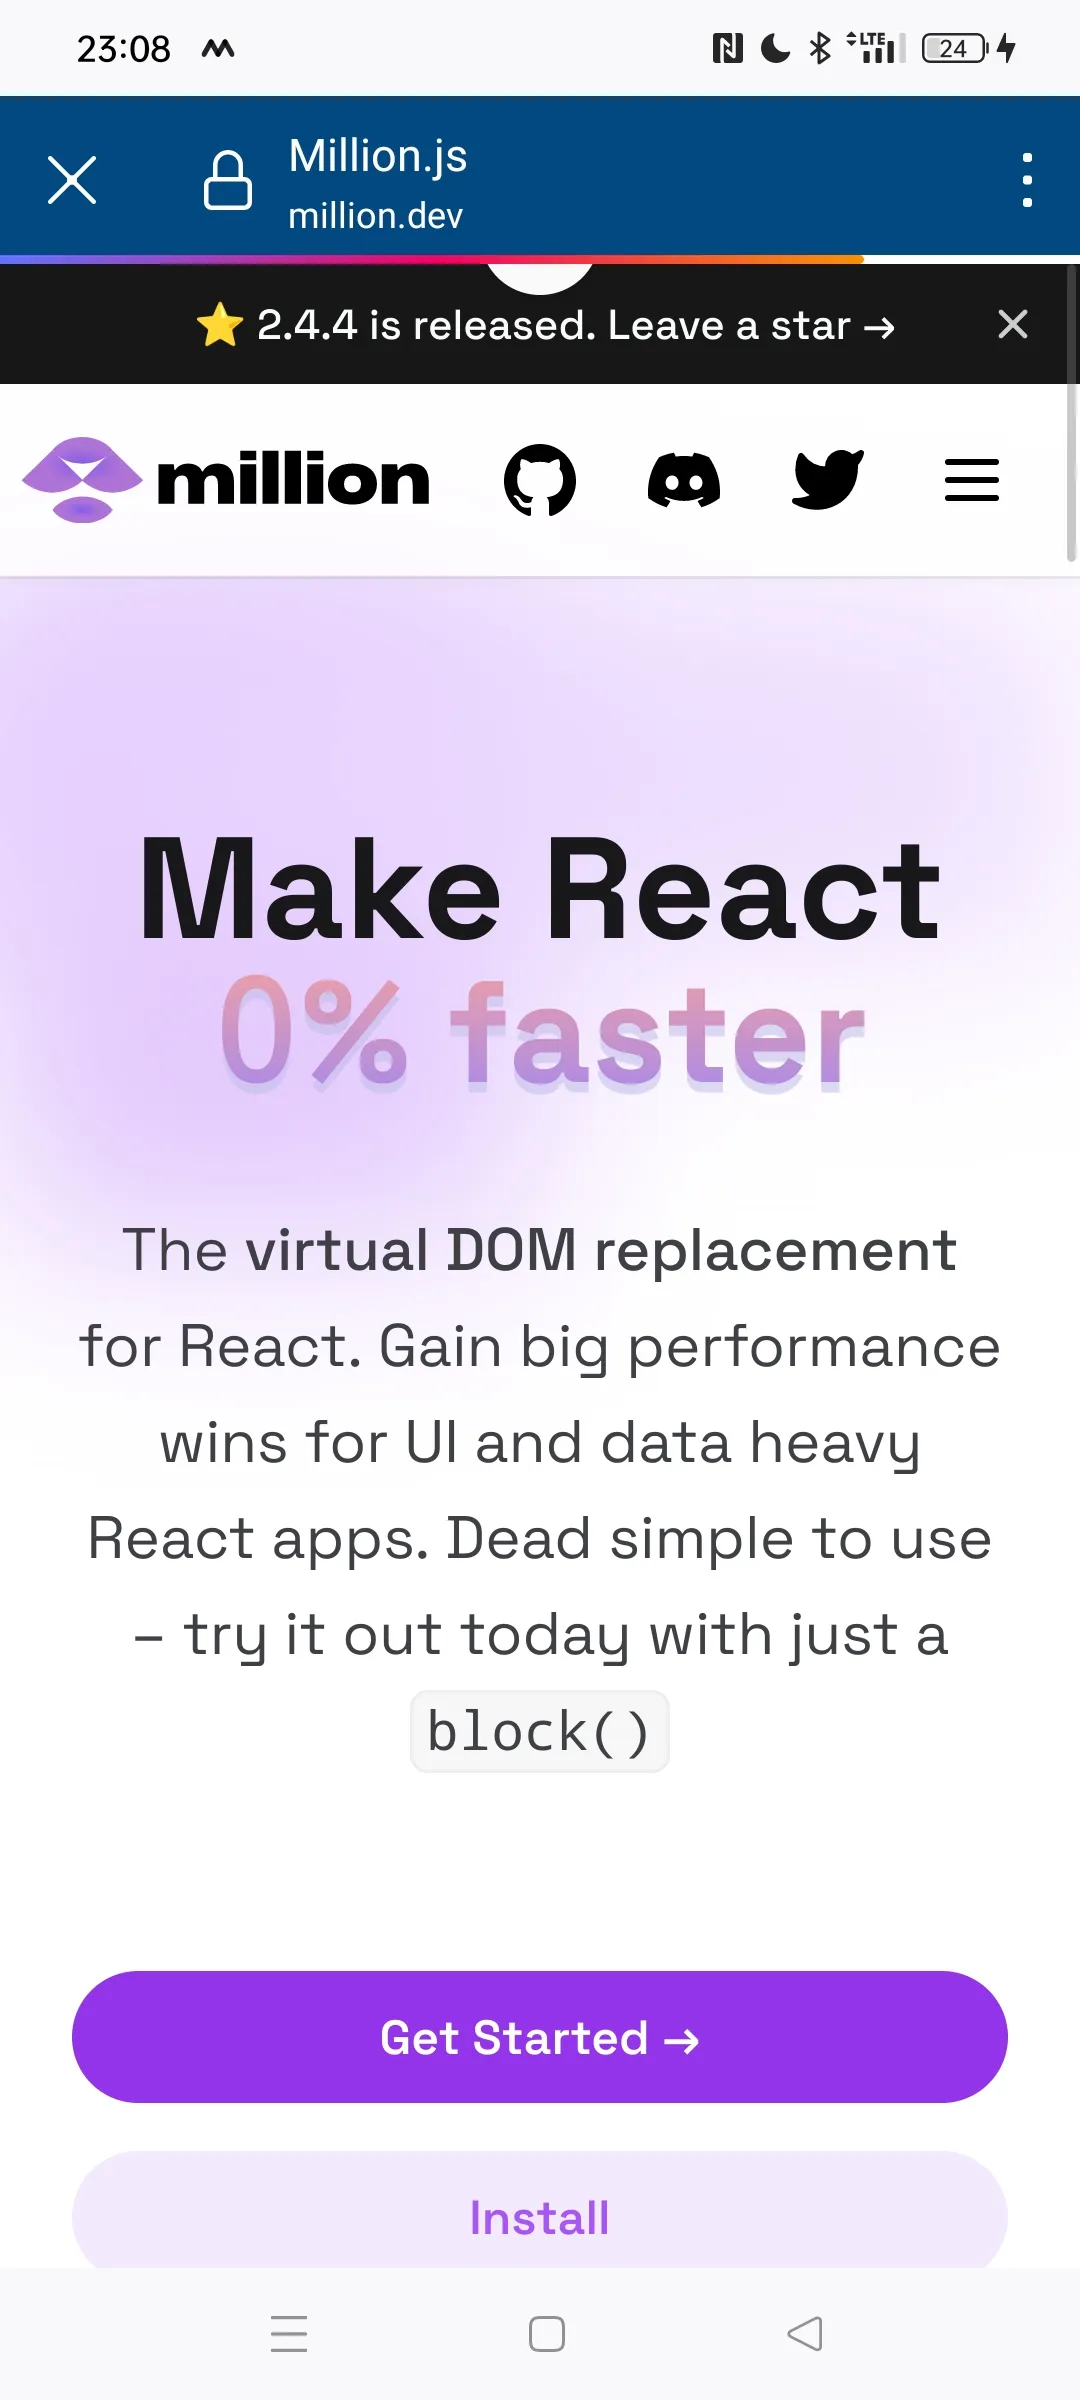 23:08
LTE
24
Million.js
million.dev
⭐ 2.4.4 is released. Leave a star →
million
Make React
0% faster
The virtual DOM replacement
for React. Gain big performance
wins for UI and data heavy
React apps. Dead simple to use
– try it out today with just a
block()
Get Started →
Install